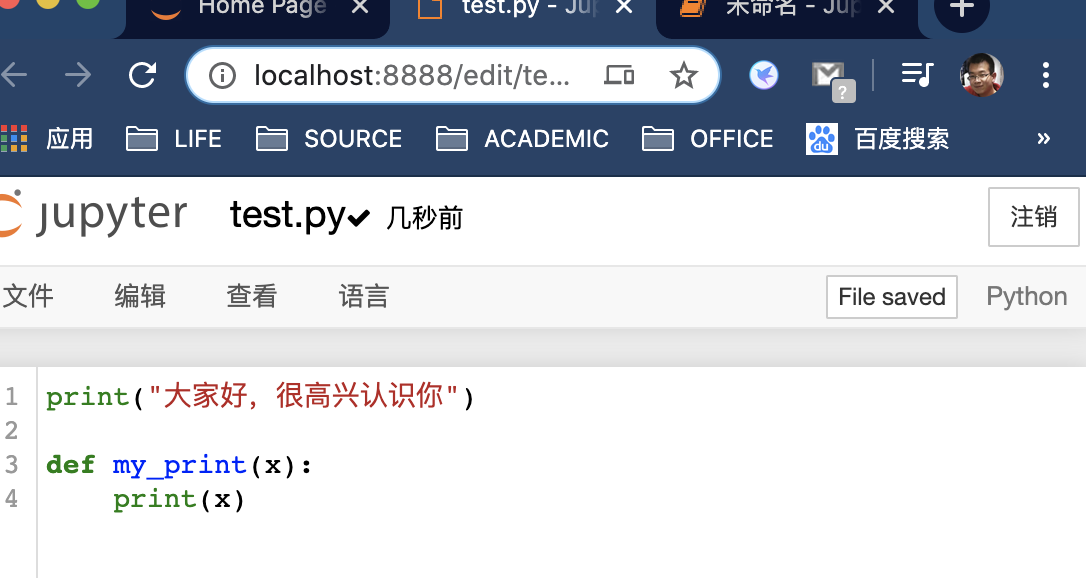 Home Page
test.py - Jup
未命名 - Jup
localhost:8888/edit/te...
?
应用 LIFE SOURCE ACADEMIC OFFICE du 百度搜索 »
jupyter test.py 几秒前 注销
文件 编辑 查看 语言 File saved Python
1 print("大家好，很高兴认识你")
2
3 def my_print(x):
4 print(x)